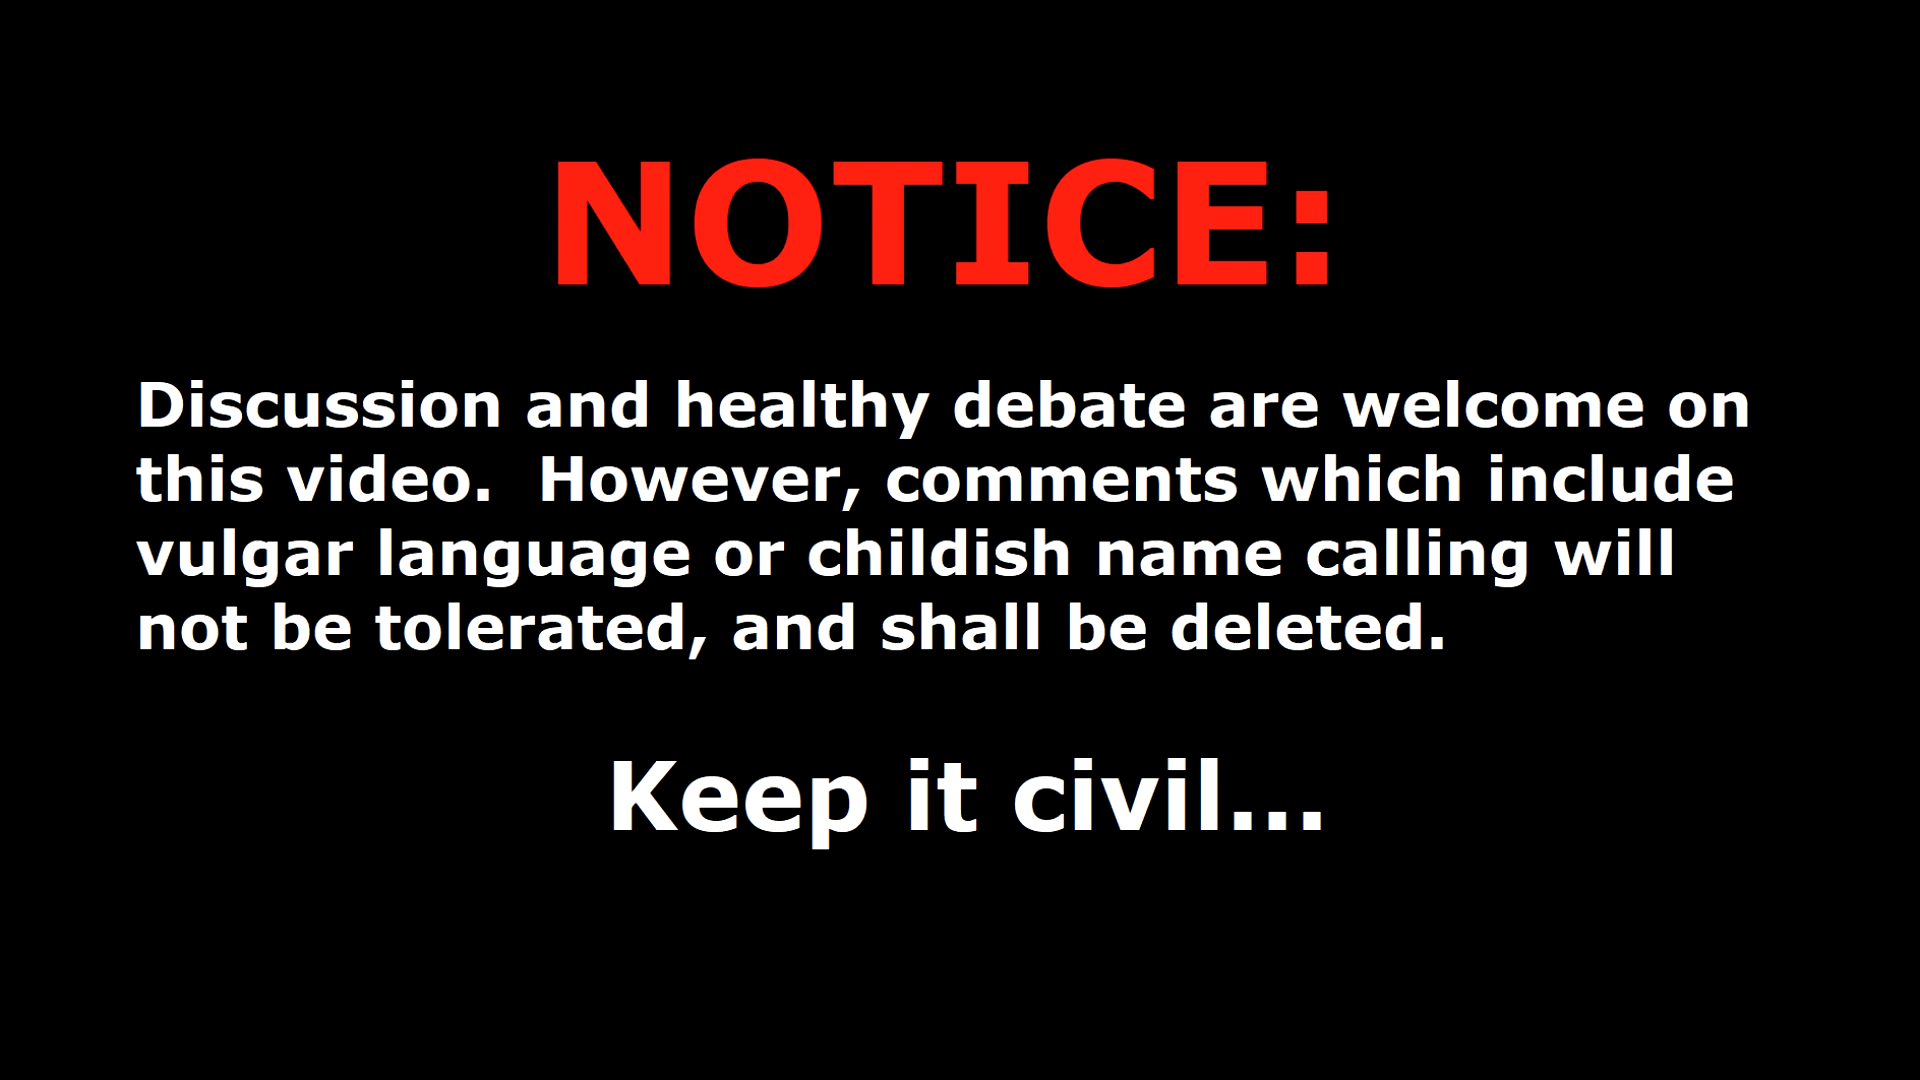 NOTICE:
Discussion and healthy debate are welcome on
this video.  However, comments which include
vulgar language or childish name calling will
not be tolerated, and shall be deleted.
Keep it civil...